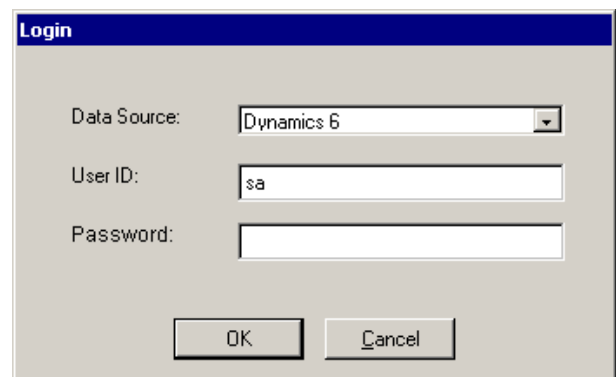 Login
Data Source: Dynamics 6
User ID: sa
Password:
OK Cancel